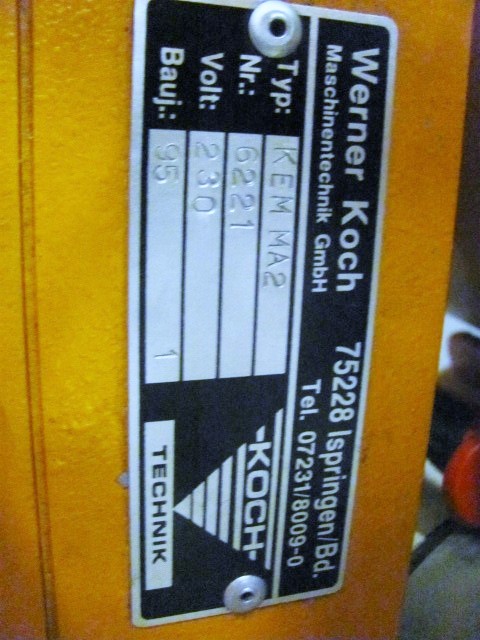 Werner Koch 75228 Ispringen/Bd.
Maschinentechnik GmbH Tel. 07231/8009-0
Typ: KEM MA2
Nr.: 6221
Volt: 230
Bauj.: 95 1
KOCH
TECHNIK